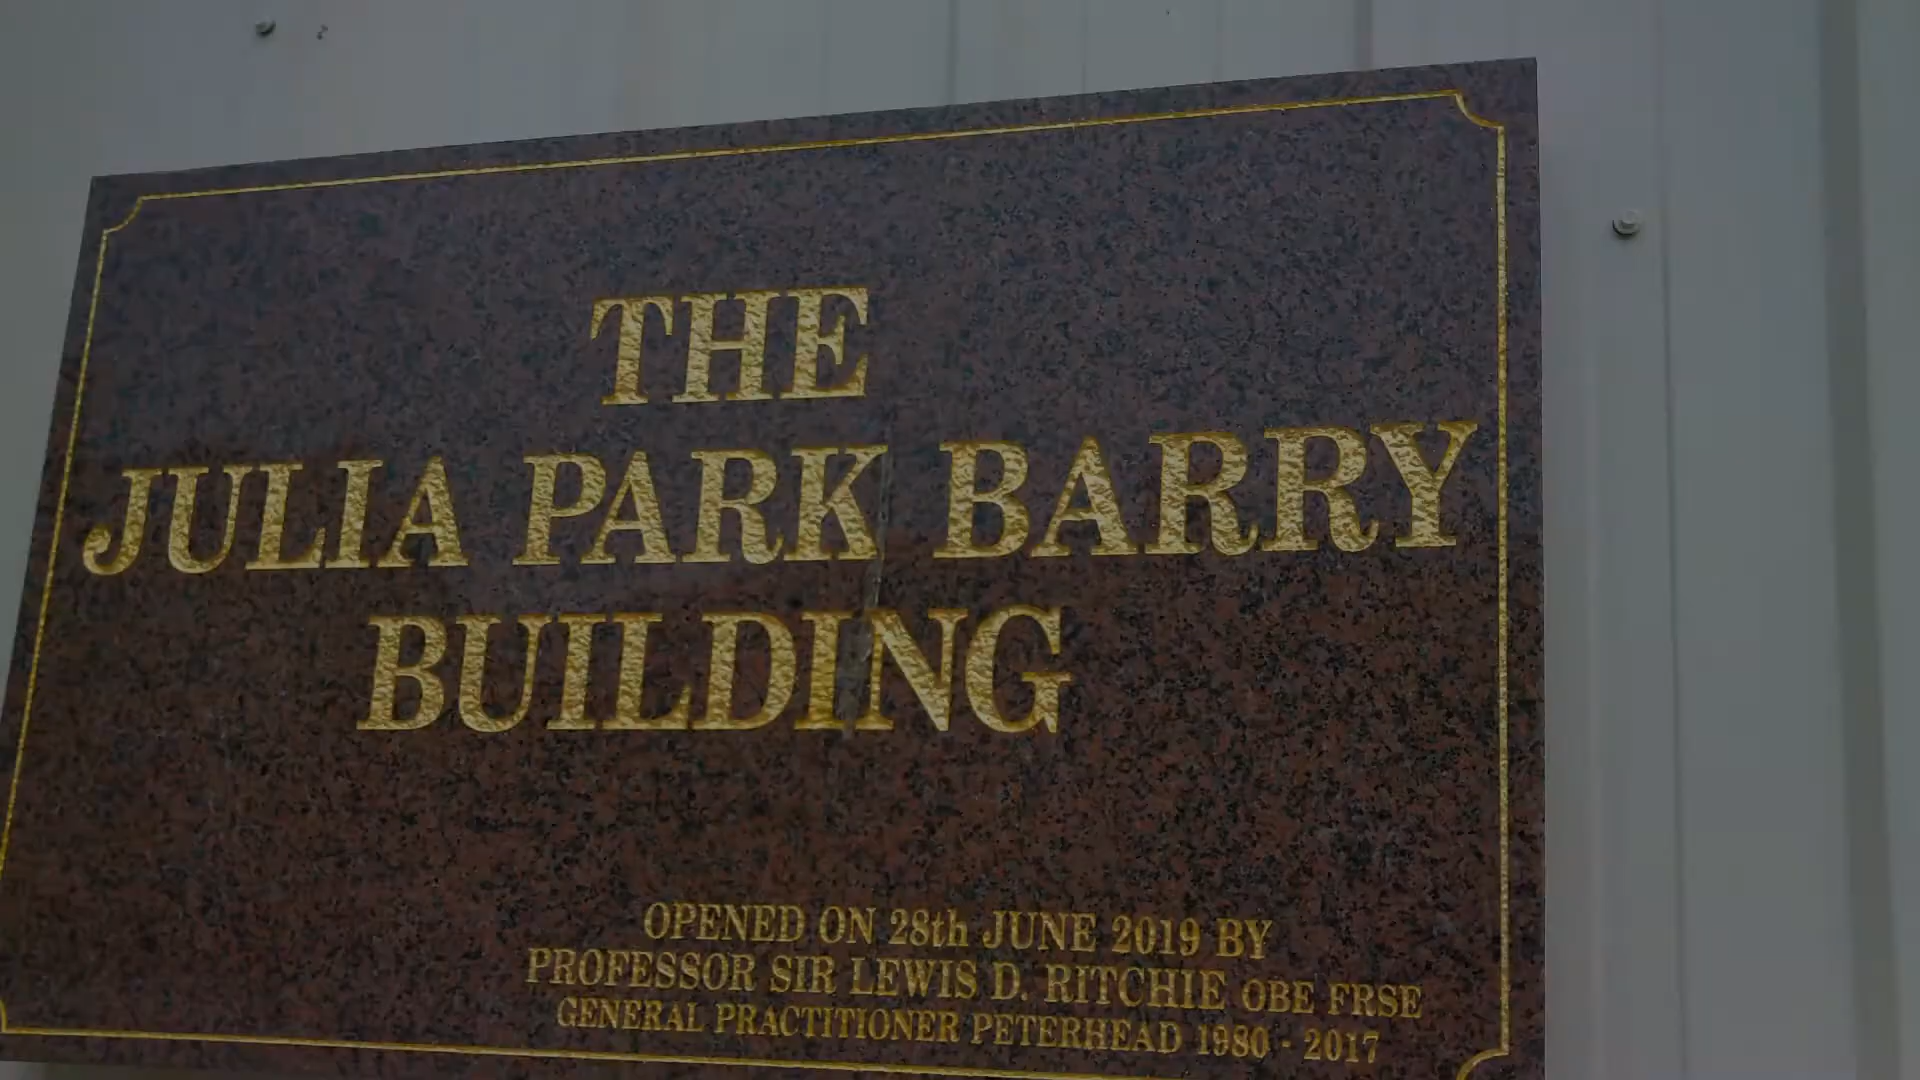 THE
JULIA PARK BARRY
BUILDING
OPENED ON 28th JUNE 2019 BY
PROFESSOR SIR LEWIS D. RITCHIE OBE FRSE
GENERAL PRACTITIONER PETERHEAD 1980 - 2017